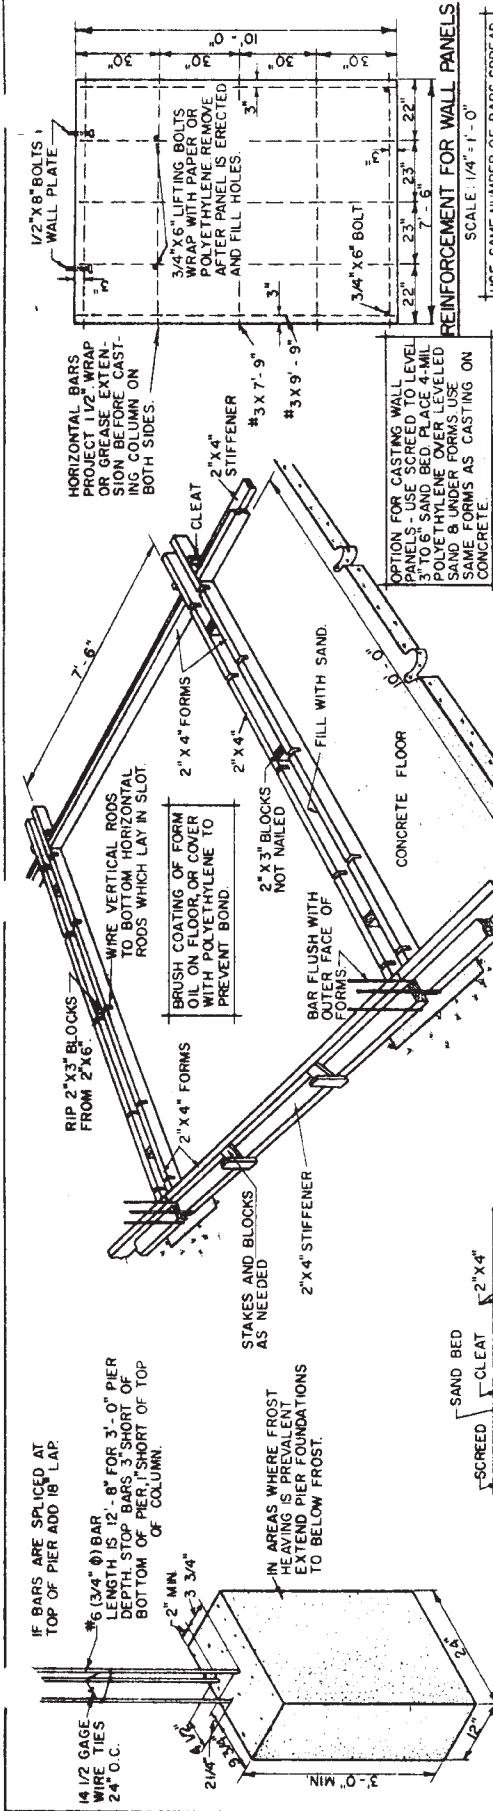 IF BARS ARE SPLICED AT
TOP OF PIER ADD 18" LAP.
14 1/2 GAGE
WIRE TIES
24" O.C.
#6 (3/4" Φ) BAR
LENGTH IS 12'-8" FOR 3'-0" PIER
DEPTH. STOP BARS 3" SHORT OF
BOTTOM OF PIER, 1" SHORT OF TOP
OF COLUMN.
2" MIN.
3 3/4"
2 1/4"
9 3/4"
3'-0" MIN.
12"
24"
IN AREAS WHERE FROST
HEAVING IS PREVALENT
EXTEND PIER FOUNDATIONS
TO BELOW FROST.
RIP 2"X3" BLOCKS
FROM 2"X6"
WIRE VERTICAL RODS
TO BOTTOM HORIZONTAL
RODS WHICH LAY IN SLOT.
7'-6"
2"X4" FORMS
BRUSH COATING OF FORM
OIL ON FLOOR, OR COVER
WITH POLYETHYLENE TO
PREVENT BOND.
2"X4" FORMS
2"X4"
CLEAT
2"X4"
STIFFENER
2"X3" BLOCKS
NOT NAILED
FILL WITH SAND.
STAKES AND BLOCKS
AS NEEDED
2"X4" STIFFENER
BAR FLUSH WITH
OUTER FACE OF
FORMS.
CONCRETE FLOOR
SCREED
CLEAT
SAND BED
2"X4"
HORIZONTAL BARS
PROJECT 1 1/2". WRAP
OR GREASE EXTEN-
SION BEFORE CAST-
ING COLUMN ON
BOTH SIDES.
1/2"X8" BOLTS,
WALL PLATE
3"
3/4"X6" LIFTING BOLTS
WRAP WITH PAPER OR
POLYETHYLENE. REMOVE
AFTER PANEL IS ERECTED
AND FILL HOLES.
#3 X 7'-9"
#3 X 9'-9"
3"
3"
3"
3/4"X6" BOLT
30"
30"
30"
30"
10'-0"
22"
23"
23"
22"
7'-6"
REINFORCEMENT FOR WALL PANELS
SCALE: 1/4" = 1'-0"
OPTION FOR CASTING WALL
PANELS - USE SCREED TO LEVEL
3" TO 6" SAND BED. PLACE 4-MIL
POLYETHYLENE OVER LEVELED
SAND & UNDER FORMS. USE
SAME FORMS AS CASTING ON
CONCRETE.